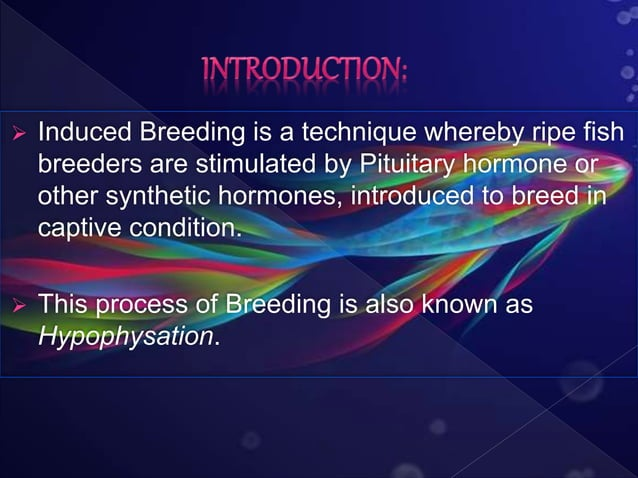 INTRODUCTION:
➢ Induced Breeding is a technique whereby ripe fish
breeders are stimulated by Pituitary hormone or
other synthetic hormones, introduced to breed in
captive condition.
➢ This process of Breeding is also known as
Hypophysation.